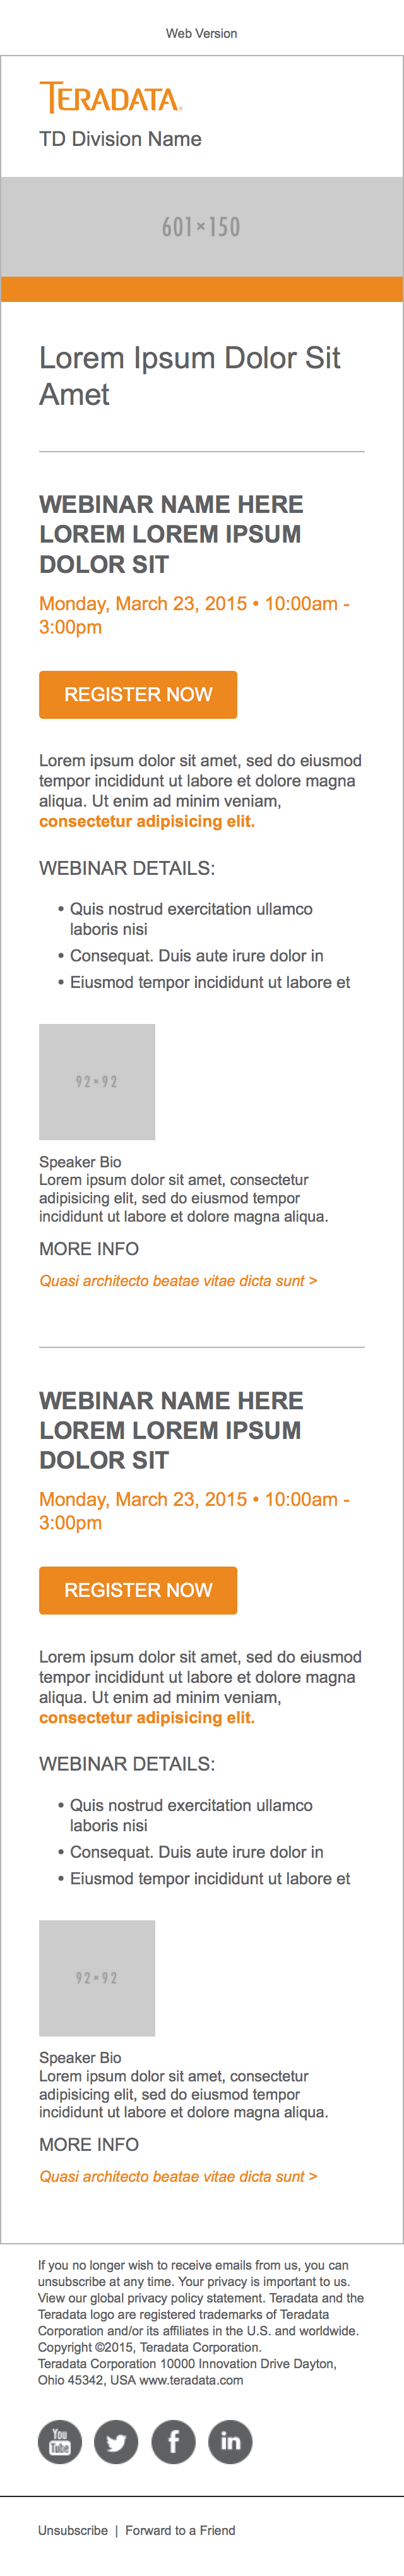 Web Version
TERADATA
TD Division Name
601×150
Lorem Ipsum Dolor Sit
Amet
WEBINAR NAME HERE
LOREM LOREM IPSUM
DOLOR SIT
Monday, March 23, 2015 • 10:00am -
3:00pm
REGISTER NOW
Lorem ipsum dolor sit amet, sed do eiusmod
tempor incididunt ut labore et dolore magna
aliqua. Ut enim ad minim veniam,
consectetur adipisicing elit.
WEBINAR DETAILS:
• Quis nostrud exercitation ullamco
laboris nisi
• Consequat. Duis aute irure dolor in
• Eiusmod tempor incididunt ut labore et
92×92
Speaker Bio
Lorem ipsum dolor sit amet, consectetur
adipisicing elit, sed do eiusmod tempor
incididunt ut labore et dolore magna aliqua.
MORE INFO
Quasi architecto beatae vitae dicta sunt >
WEBINAR NAME HERE
LOREM LOREM IPSUM
DOLOR SIT
Monday, March 23, 2015 • 10:00am -
3:00pm
REGISTER NOW
Lorem ipsum dolor sit amet, sed do eiusmod
tempor incididunt ut labore et dolore magna
aliqua. Ut enim ad minim veniam,
consectetur adipisicing elit.
WEBINAR DETAILS:
• Quis nostrud exercitation ullamco
laboris nisi
• Consequat. Duis aute irure dolor in
• Eiusmod tempor incididunt ut labore et
92×92
Speaker Bio
Lorem ipsum dolor sit amet, consectetur
adipisicing elit, sed do eiusmod tempor
incididunt ut labore et dolore magna aliqua.
MORE INFO
Quasi architecto beatae vitae dicta sunt >
If you no longer wish to receive emails from us, you can
unsubscribe at any time. Your privacy is important to us.
View our global privacy policy statement. Teradata and the
Teradata logo are registered trademarks of Teradata
Corporation and/or its affiliates in the U.S. and worldwide.
Copyright ©2015, Teradata Corporation.
Teradata Corporation 10000 Innovation Drive Dayton,
Ohio 45342, USA www.teradata.com
You Tube f in
Unsubscribe | Forward to a Friend